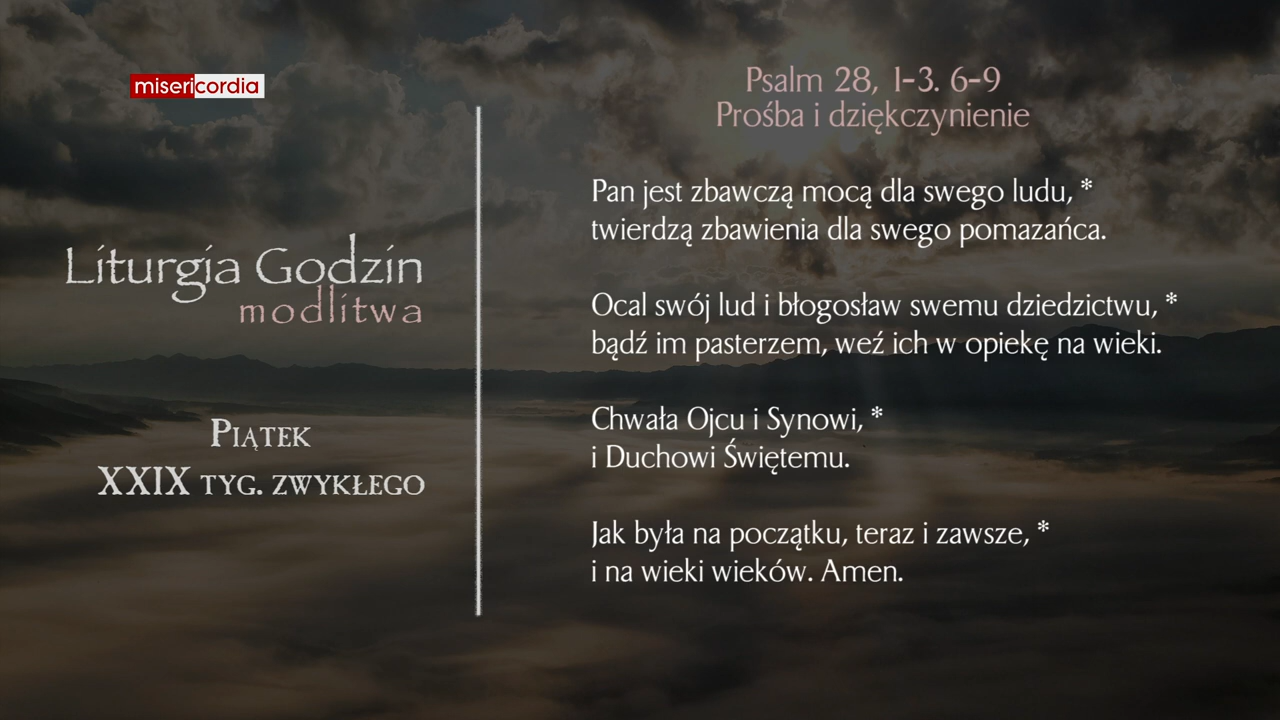 misericordia
Liturgia Godzin
modlitwa
Piątek
XXIX tyg. zwykłego
Psalm 28, 1-3. 6-9
Prośba i dziękczynienie
Pan jest zbawczą mocą dla swego ludu, *
twierdzą zbawienia dla swego pomazańca.
Ocal swój lud i błogosław swemu dziedzictwu, *
bądź im pasterzem, weź ich w opiekę na wieki.
Chwała Ojcu i Synowi, *
i Duchowi Świętemu.
Jak była na początku, teraz i zawsze, *
i na wieki wieków. Amen.